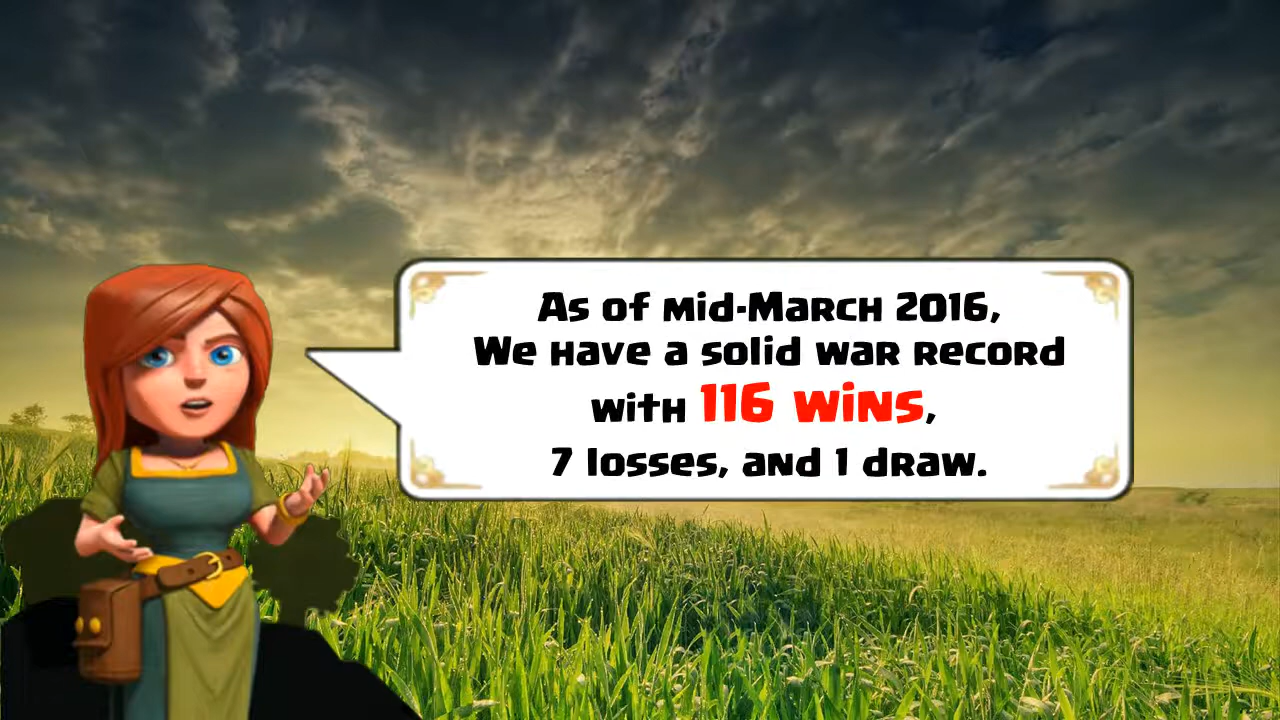 As of mid-March 2016,
We have a solid war record
with 116 wins,
7 losses, and 1 draw.